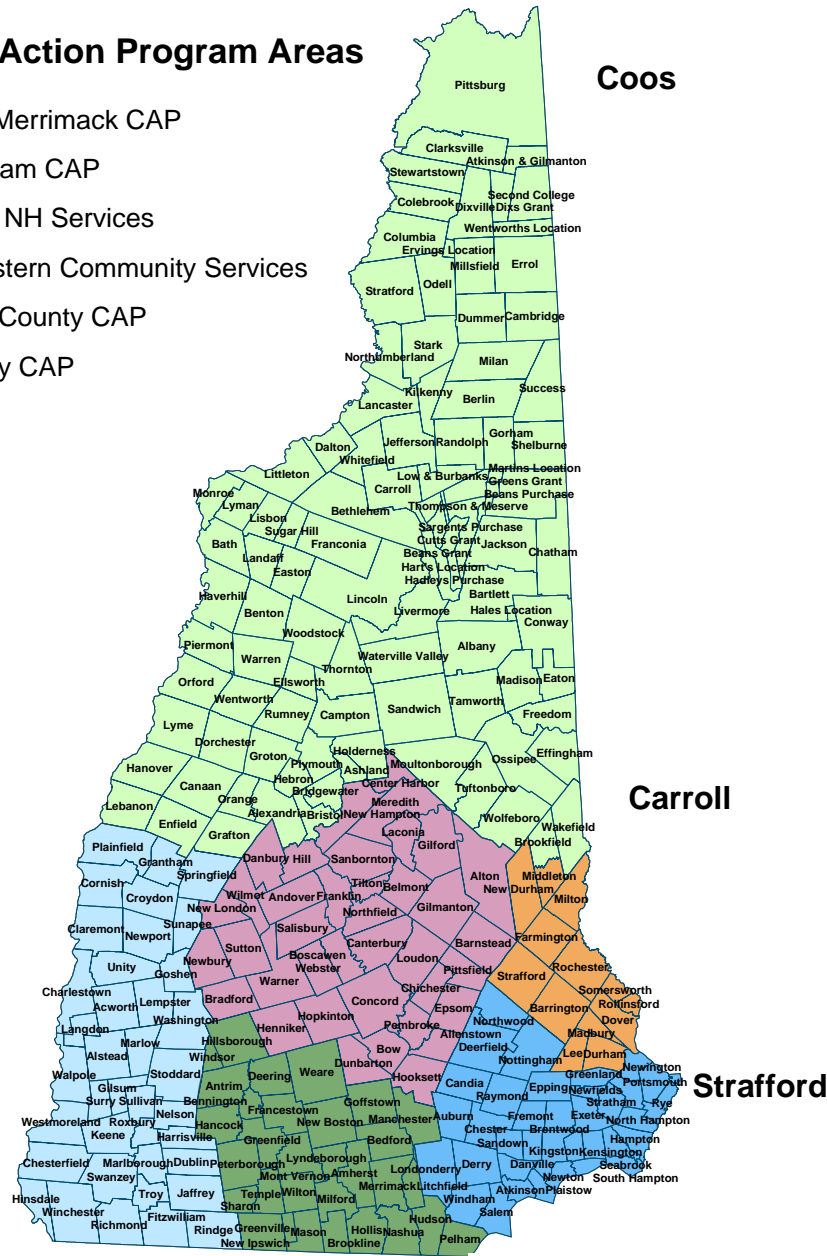 Action Program Areas
Merrimack CAP
am CAP
NH Services
stern Community Services
County CAP
y CAP
Coos
Carroll
Strafford
Pittsburg
Clarksville
Atkinson & Gilmanton
Stewartstown
Second College
Colebrook
Dixville
Dixs Grant
Wentworths Location
Columbia
Ervings Location
Millsfield
Errol
Odell
Stratford
Dummer
Cambridge
Stark
Northumberland
Milan
Success
Kilkenny
Berlin
Lancaster
Gorham
Jefferson
Randolph
Shelburne
Dalton
Whitefield
Martins Location
Littleton
Low & Burbanks
Greens Grant
Carroll
Beans Purchase
Monroe
Lyman
Bethlehem
Thompson & Meserve
Lisbon
Sargents Purchase
Sugar Hill
Cutts Grant
Bath
Franconia
Jackson
Beans Grant
Chatham
Landaff
Hart's Location
Easton
Hadleys Purchase
Haverhill
Lincoln
Bartlett
Benton
Livermore
Hales Location
Conway
Woodstock
Piermont
Albany
Warren
Waterville Valley
Thornton
Orford
Ellsworth
Madison
Eaton
Wentworth
Tamworth
Sandwich
Rumney
Campton
Freedom
Lyme
Dorchester
Holderness
Effingham
Groton
Plymouth
Ossipee
Hanover
Ashland
Moultonborough
Hebron
Center Harbor
Canaan
Bridgewater
Tuftonboro
Orange
Meredith
Lebanon
Alexandria
Bristol
New Hampton
Wolfeboro
Enfield
Wakefield
Grafton
Laconia
Brookfield
Plainfield
Gilford
Grantham
Danbury
Hill
Sanbornton
Springfield
Alton
Middleton
Cornish
Tilton
Belmont
New Durham
Croydon
Wilmot
Andover
Franklin
Milton
New London
Northfield
Gilmanton
Sunapee
Claremont
Salisbury
Newport
Farmington
Sutton
Canterbury
Barnstead
Boscawen
Newbury
Loudon
Unity
Webster
Rochester
Goshen
Pittsfield
Strafford
Warner
Charlestown
Chichester
Somersworth
Bradford
Concord
Lempster
Rollinsford
Acworth
Epsom
Barrington
Hopkinton
Washington
Northwood
Dover
Langdon
Henniker
Pembroke
Madbury
Hillsborough
Allenstown
Marlow
Bow
Deerfield
Alstead
Windsor
Lee
Durham
Nottingham
Dunbarton
Newington
Walpole
Stoddard
Weare
Greenland
Deering
Hooksett
Portsmouth
Gilsum
Antrim
Candia
Epping
Newfields
Surry
Sullivan
Bennington
Raymond
Stratham
Rye
Goffstown
Nelson
Francestown
Auburn
Fremont
Exeter
Westmoreland
Roxbury
Hancock
New Boston
Manchester
North Hampton
Keene
Chester
Brentwood
Harrisville
Greenfield
Bedford
Sandown
Hampton
Kingston
Kensington
Lyndeborough
Chesterfield
Marlborough
Dublin
Peterborough
Londonderry
Derry
Danville
Seabrook
Mont Vernon
Amherst
Swanzey
Newton
South Hampton
Merrimack
Litchfield
Troy
Jaffrey
Temple
Wilton
Atkinson
Plaistow
Hinsdale
Milford
Windham
Sharon
Winchester
Salem
Fitzwilliam
Hudson
Richmond
Rindge
Greenville
Mason
Hollis
Nashua
Pelham
New Ipswich
Brookline